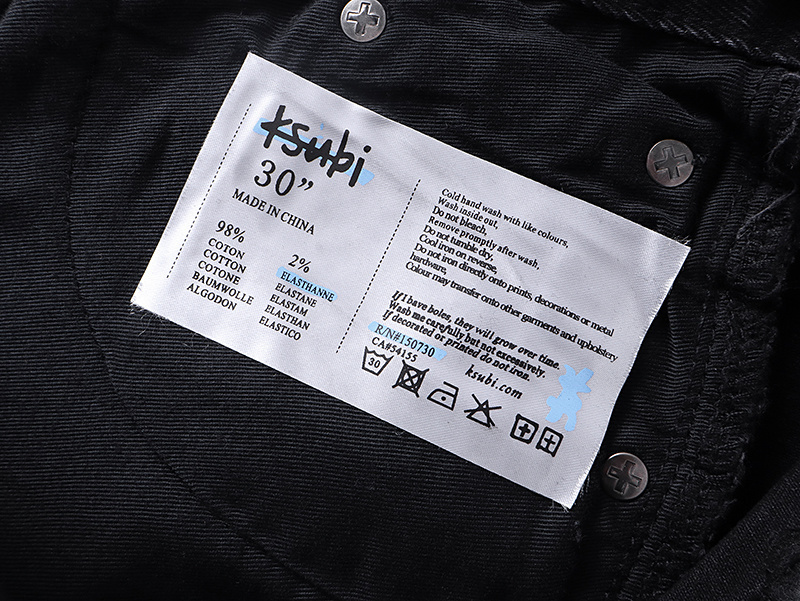 ksubi
30”
MADE IN CHINA
98%
COTON
COTTON
COTONE
BAUMWOLLE
ALGODON
2%
ELASTHANNE
ELASTANE
ELASTAM
ELASTHAN
ELASTICO
Cold hand wash with like colours,
Wash inside out,
Do not bleach,
Remove promptly after wash,
Do not tumble dry,
Cool iron on reverse,
Do not iron directly onto prints, decorations or metal
hardware,
Colour may transfer onto other garments and upholstery
If I have boles, they will grow over time.
Wasb me carefully but not excessively.
If decorated or printed do not iron.
R/N#150730
CA#54155
ksubi.com
30